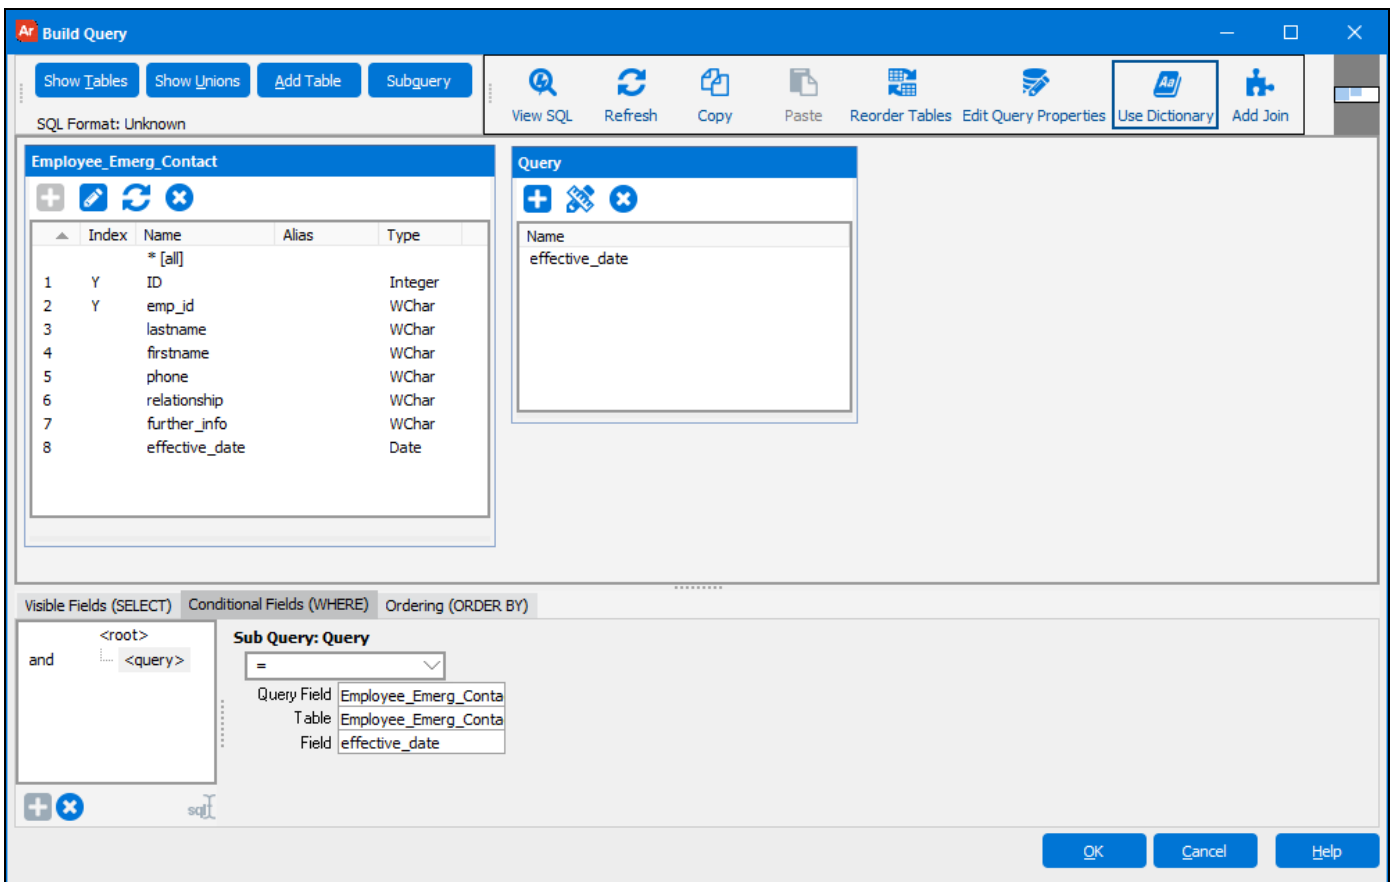 Ar Build Query
Show Tables Show Unions Add Table Subquery
SQL Format: Unknown
View SQL Refresh Copy Paste Reorder Tables Edit Query Properties Use Dictionary Add Join
Employee_Emerg_Contact
Index Name Alias Type
* [all]
1 Y ID Integer
2 Y emp_id WChar
3 lastname WChar
4 firstname WChar
5 phone WChar
6 relationship WChar
7 further_info WChar
8 effective_date Date
Query
Name
effective_date
Visible Fields (SELECT) Conditional Fields (WHERE) Ordering (ORDER BY)
<root>
and <query>
sql
Sub Query: Query
=
Query Field Employee_Emerg_Conta
Table Employee_Emerg_Conta
Field effective_date
OK Cancel Help